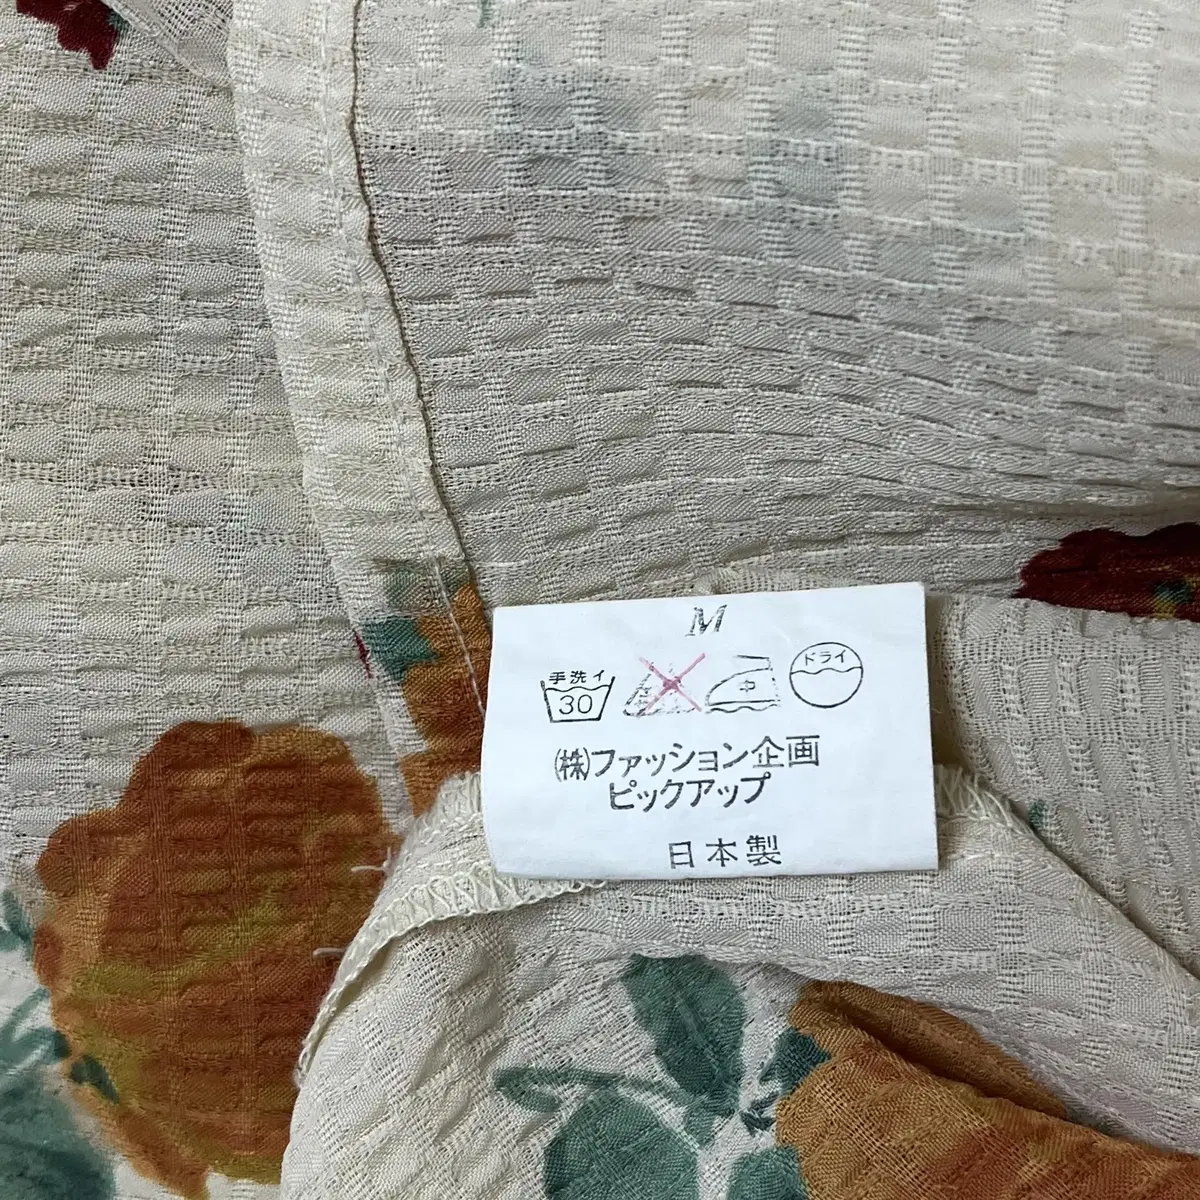 M
手洗イ
30
中
ドライ
(株)ファッション企画
ピックアップ
日本製